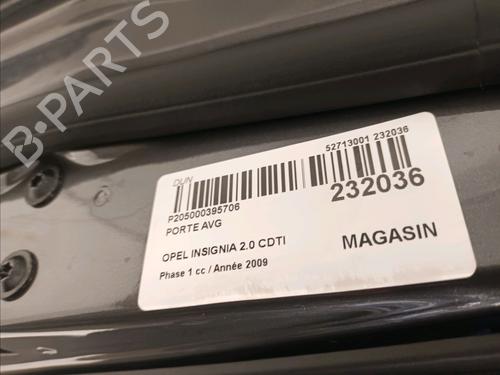 B-PARTS
DUN
52713001 232036
P205000395706
232036
PORTE AVG
OPEL INSIGNIA 2.0 CDTI
MAGASIN
Phase 1 cc / Année 2009